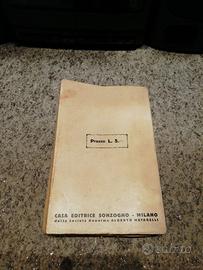 Prezzo L. 5.-
CASA EDITRICE SONZOGNO - MILANO
della Società Anonima ALBERTO MATARELLI
subito